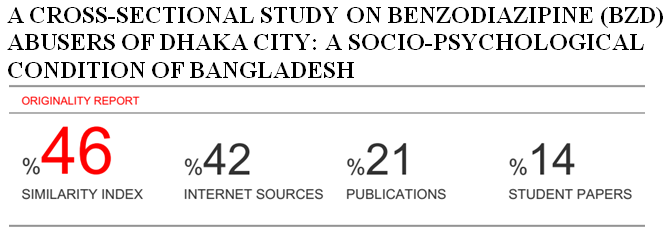 A CROSS-SECTIONAL STUDY ON BENZODIAZIPINE (BZD)
ABUSERS OF DHAKA CITY: A SOCIO-PSYCHOLOGICAL
CONDITION OF BANGLADESH
ORIGINALITY REPORT
%46 %42 %21 %14
SIMILARITY INDEX INTERNET SOURCES PUBLICATIONS STUDENT PAPERS